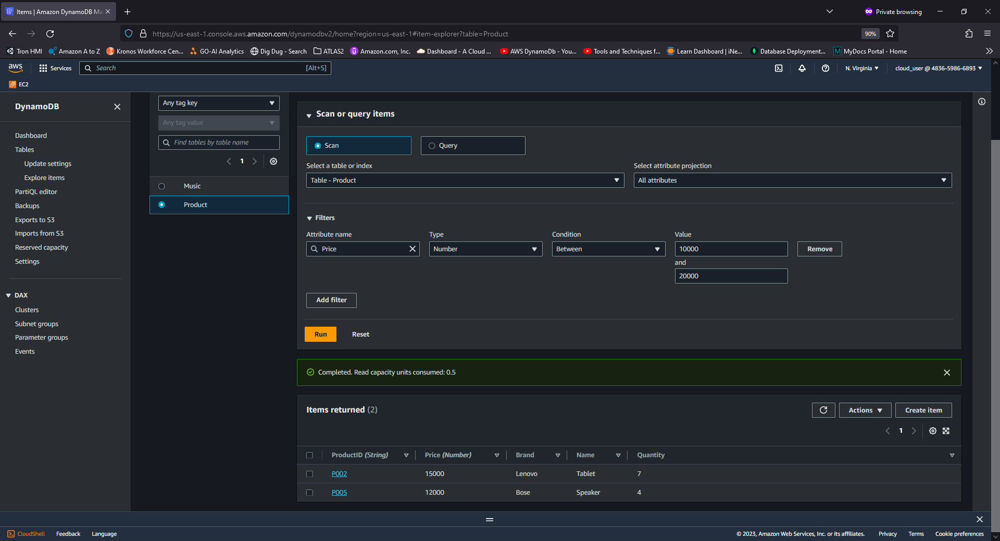 Items | Amazon DynamoDB Ma
Private browsing
https://us-east-1.console.aws.amazon.com/dynamodbv2/home?region=us-east-1#item-explorer?table=Product
90%
Tron HMI
Amazon A to Z
Kronos Workforce Cen...
GO-AI Analytics
Dig Dug - Search
ATLAS2
Amazon.com, Inc.
Dashboard - A Cloud ...
AWS DynamoDb - You...
Tools and Techniques f...
Learn Dashboard | iNe...
Database Deployment...
MyDocs Portal - Home
aws
Services
Search
[Alt+S]
N. Virginia
cloud_user @ 4836-5986-6893
EC2
DynamoDB
Dashboard
Tables
Update settings
Explore items
PartiQL editor
Backups
Exports to S3
Imports from S3
Reserved capacity
Settings
DAX
Clusters
Subnet groups
Parameter groups
Events
Any tag key
Any tag value
Find tables by table name
1
Music
Product
Scan or query items
Scan
Query
Select a table or index
Select attribute projection
Table - Product
All attributes
Filters
Attribute name
Type
Condition
Value
Price
Number
Between
10000
Remove
and
20000
Add filter
Run
Reset
Completed. Read capacity units consumed: 0.5
Items returned (2)
Actions
Create item
1
ProductID (String)
Price (Number)
Brand
Name
Quantity
P002
15000
Lenovo
Tablet
7
P005
12000
Bose
Speaker
4
CloudShell
Feedback
Language
© 2023, Amazon Web Services, Inc. or its affiliates.
Privacy
Terms
Cookie preferences